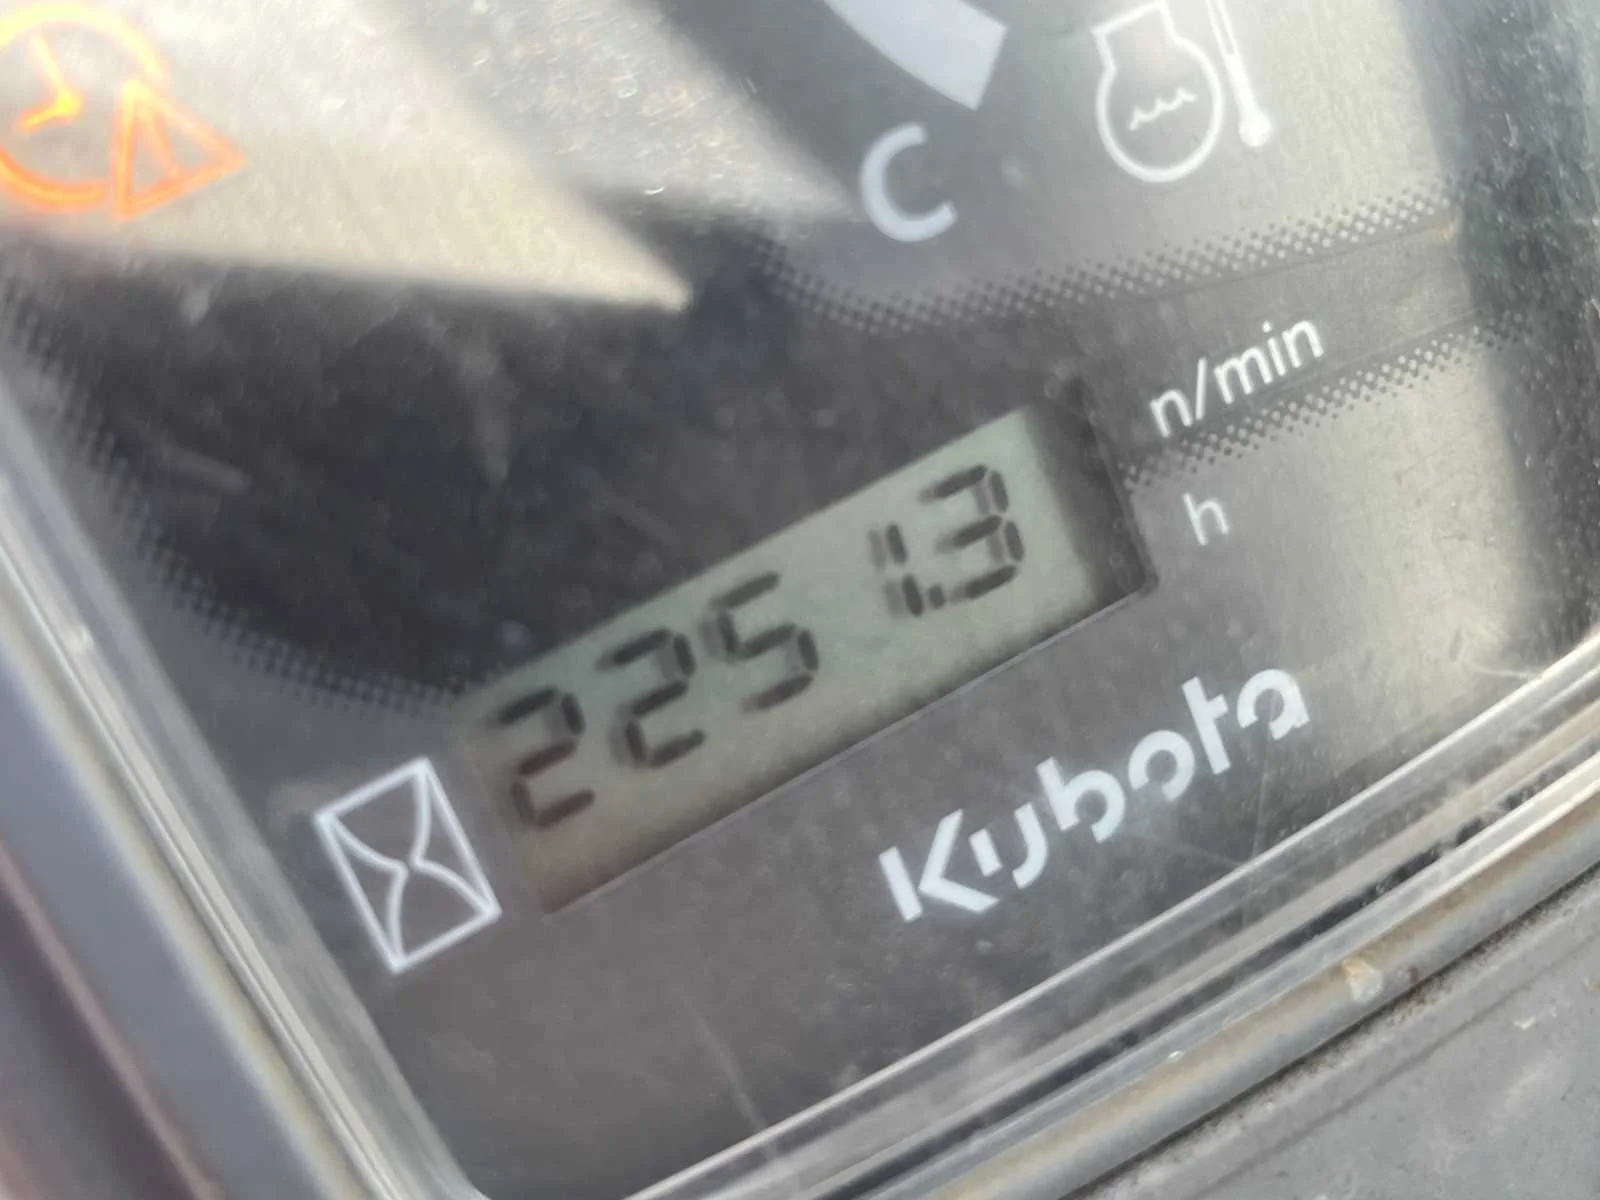 C
n/min
2251.3
h
Kubota